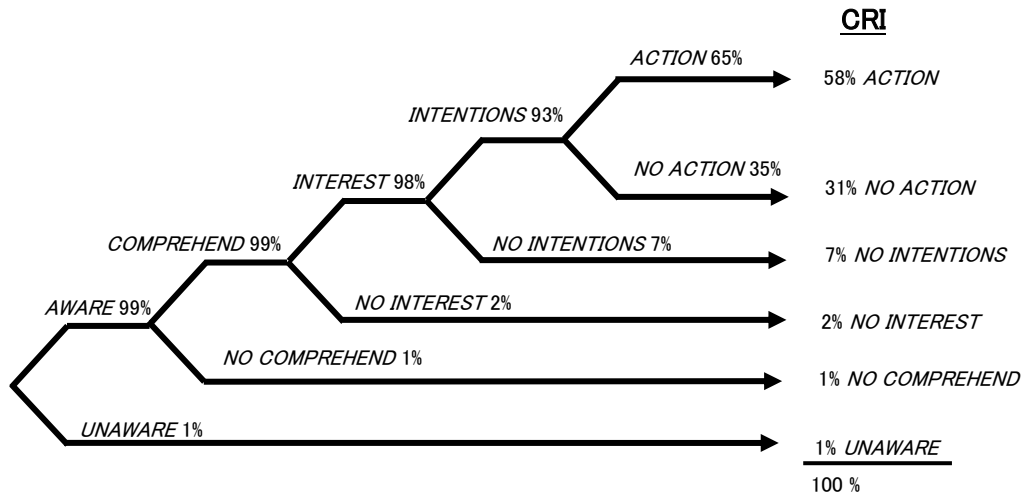 CRI
ACTION 65%
58% ACTION
INTENTIONS 93%
NO ACTION 35%
31% NO ACTION
INTEREST 98%
NO INTENTIONS 7%
7% NO INTENTIONS
COMPREHEND 99%
NO INTEREST 2%
2% NO INTEREST
AWARE 99%
NO COMPREHEND 1%
1% NO COMPREHEND
UNAWARE 1%
1% UNAWARE
100 %